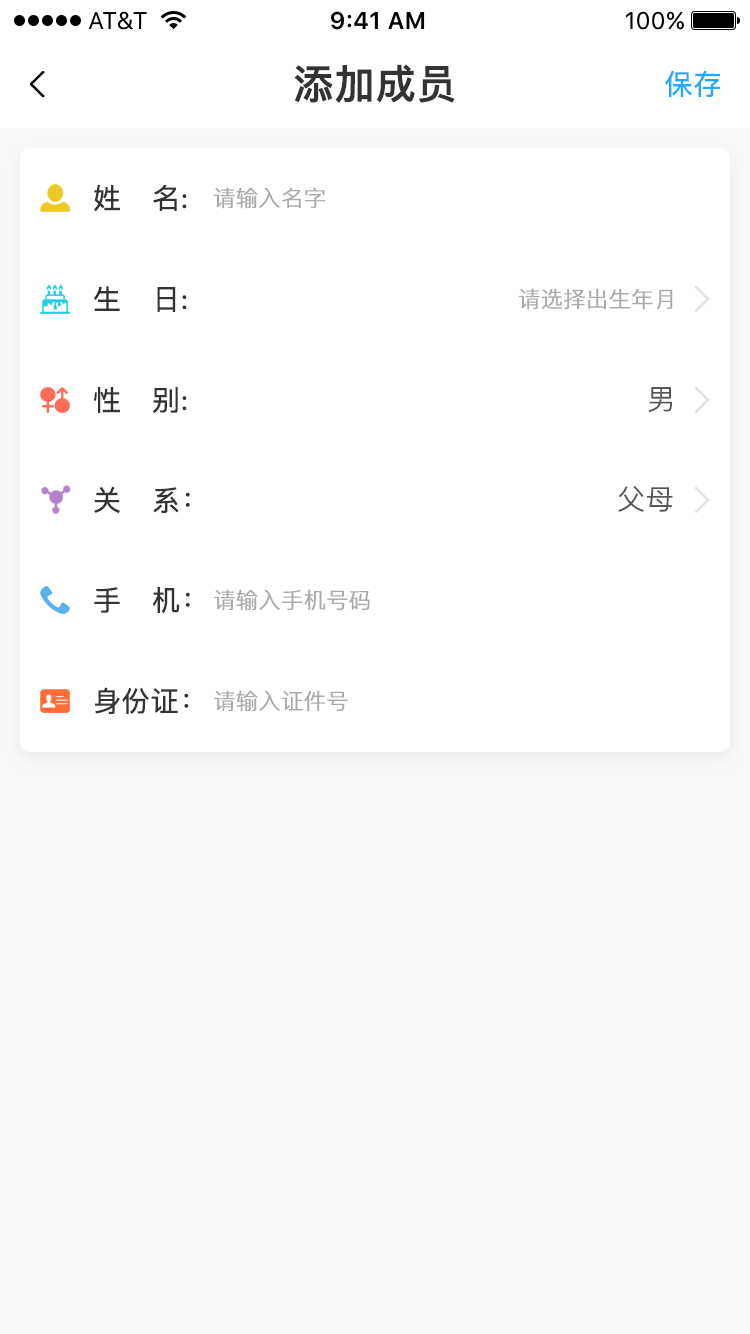 AT&T 9:41 AM 100%
添加成员 保存
姓 名: 请输入名字
生 日: 请选择出生年月
性 别: 男
关 系： 父母
手 机： 请输入手机号码
身份证： 请输入证件号